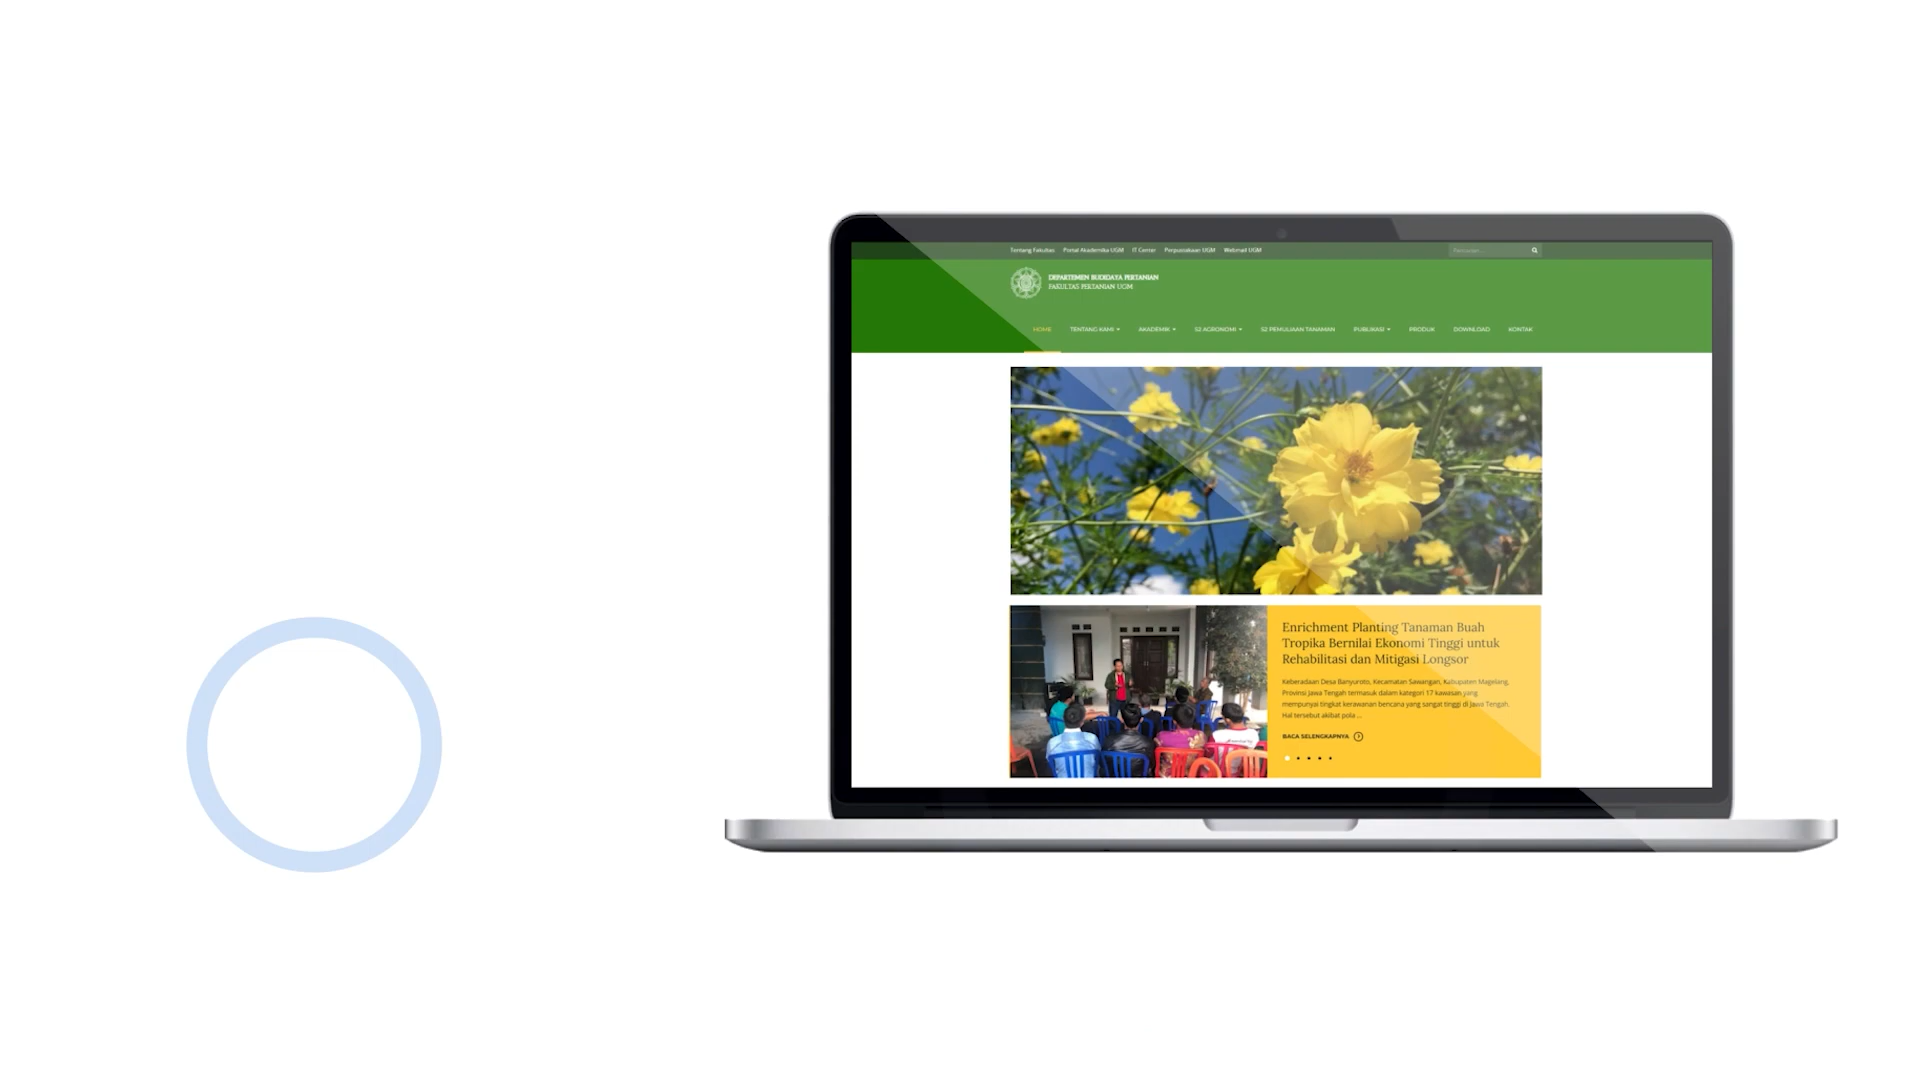 Tentang Fakultas Portal Akademika UGM IT Center Perpustakaan UGM Webmail UGM
Pencarian...
DEPARTEMEN BUDIDAYA PERTANIAN
FAKULTAS PERTANIAN UGM
HOME TENTANG KAMI AKADEMIK S2 AGRONOMI S2 PEMULIAAN TANAMAN PUBLIKASI PRODUK DOWNLOAD KONTAK
Enrichment Planting Tanaman Buah
Tropika Bernilai Ekonomi Tinggi untuk
Rehabilitasi dan Mitigasi Longsor
Keberadaan Desa Banyuroto, Kecamatan Sawangan, Kabupaten Magelang,
Provinsi Jawa Tengah termasuk dalam kategori 17 kawasan yang
mempunyai tingkat kerawanan bencana yang sangat tinggi di Jawa Tengah.
Hal tersebut akibat pola ...
BACA SELENGKAPNYA